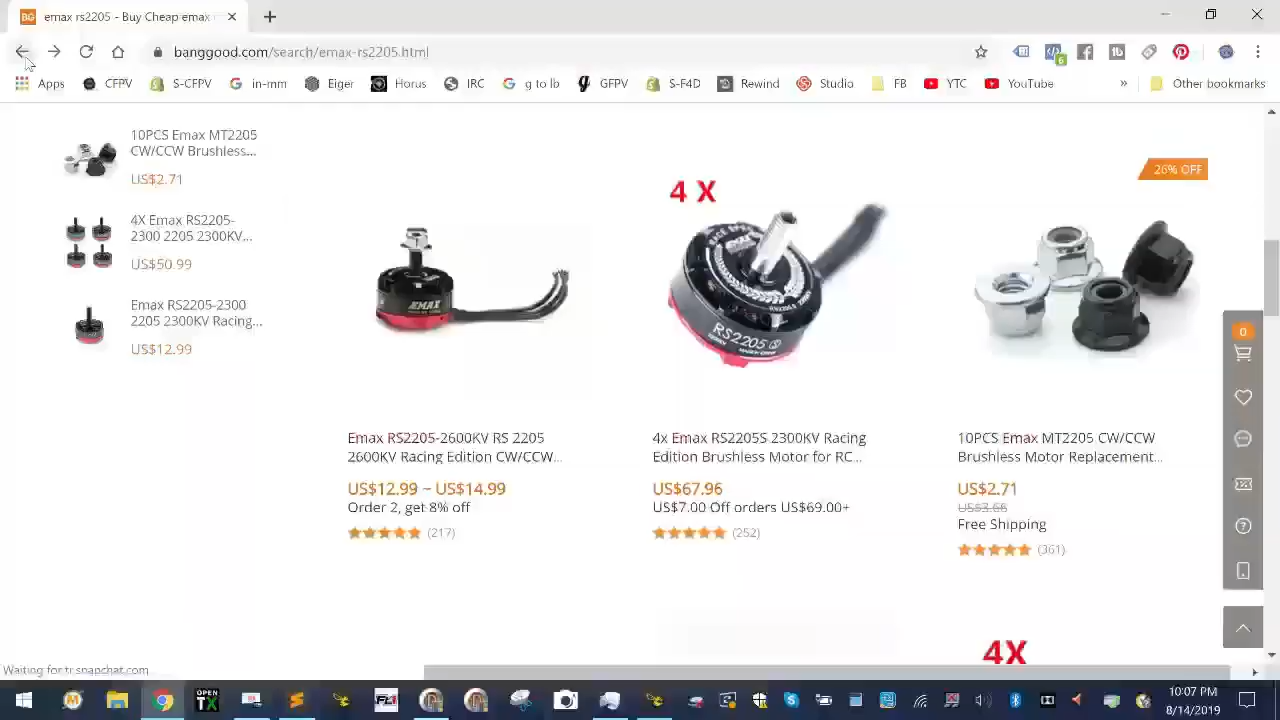 BG
emax rs2205 - Buy Cheap emax r
banggood.com/search/emax-rs2205.html
6
Apps
CFPV
S-CFPV
in-mm
Eiger
Horus
IRC
g to lb
GFPV
S-F4D
Rewind
Studio
FB
YTC
YouTube
»
Other bookmarks
10PCS Emax MT2205
CW/CCW Brushless...
US$2.71
4X Emax RS2205-
2300 2205 2300KV...
US$50.99
Emax RS2205-2300
2205 2300KV Racing...
US$12.99
EMAX
4 X
RS2205 S
26% OFF
0
Emax RS2205-2600KV RS 2205
2600KV Racing Edition CW/CCW...
US$12.99 ~ US$14.99
Order 2, get 8% off
(217)
4x Emax RS2205S 2300KV Racing
Edition Brushless Motor for RC...
US$67.96
US$7.00 Off orders US$69.00+
(252)
10PCS Emax MT2205 CW/CCW
Brushless Motor Replacement...
US$2.71
US$3.66
Free Shipping
(361)
4X
Waiting for tr.snapchat.com...
OPEN
TX
10:07 PM
8/14/2019